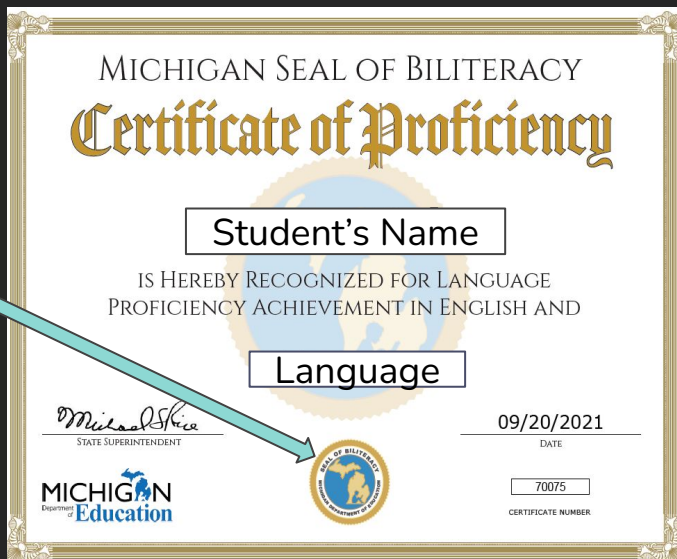 MICHIGAN SEAL OF BILITERACY
Certificate of Proficiency
Student's Name
IS HEREBY RECOGNIZED FOR LANGUAGE
PROFICIENCY ACHIEVEMENT IN ENGLISH AND
Language
Michael F Rice
STATE SUPERINTENDENT
09/20/2021
DATE
MICHIGAN
Department of Education
SEAL OF BILITERACY
MICHIGAN DEPARTMENT OF EDUCATION
70075
CERTIFICATE NUMBER